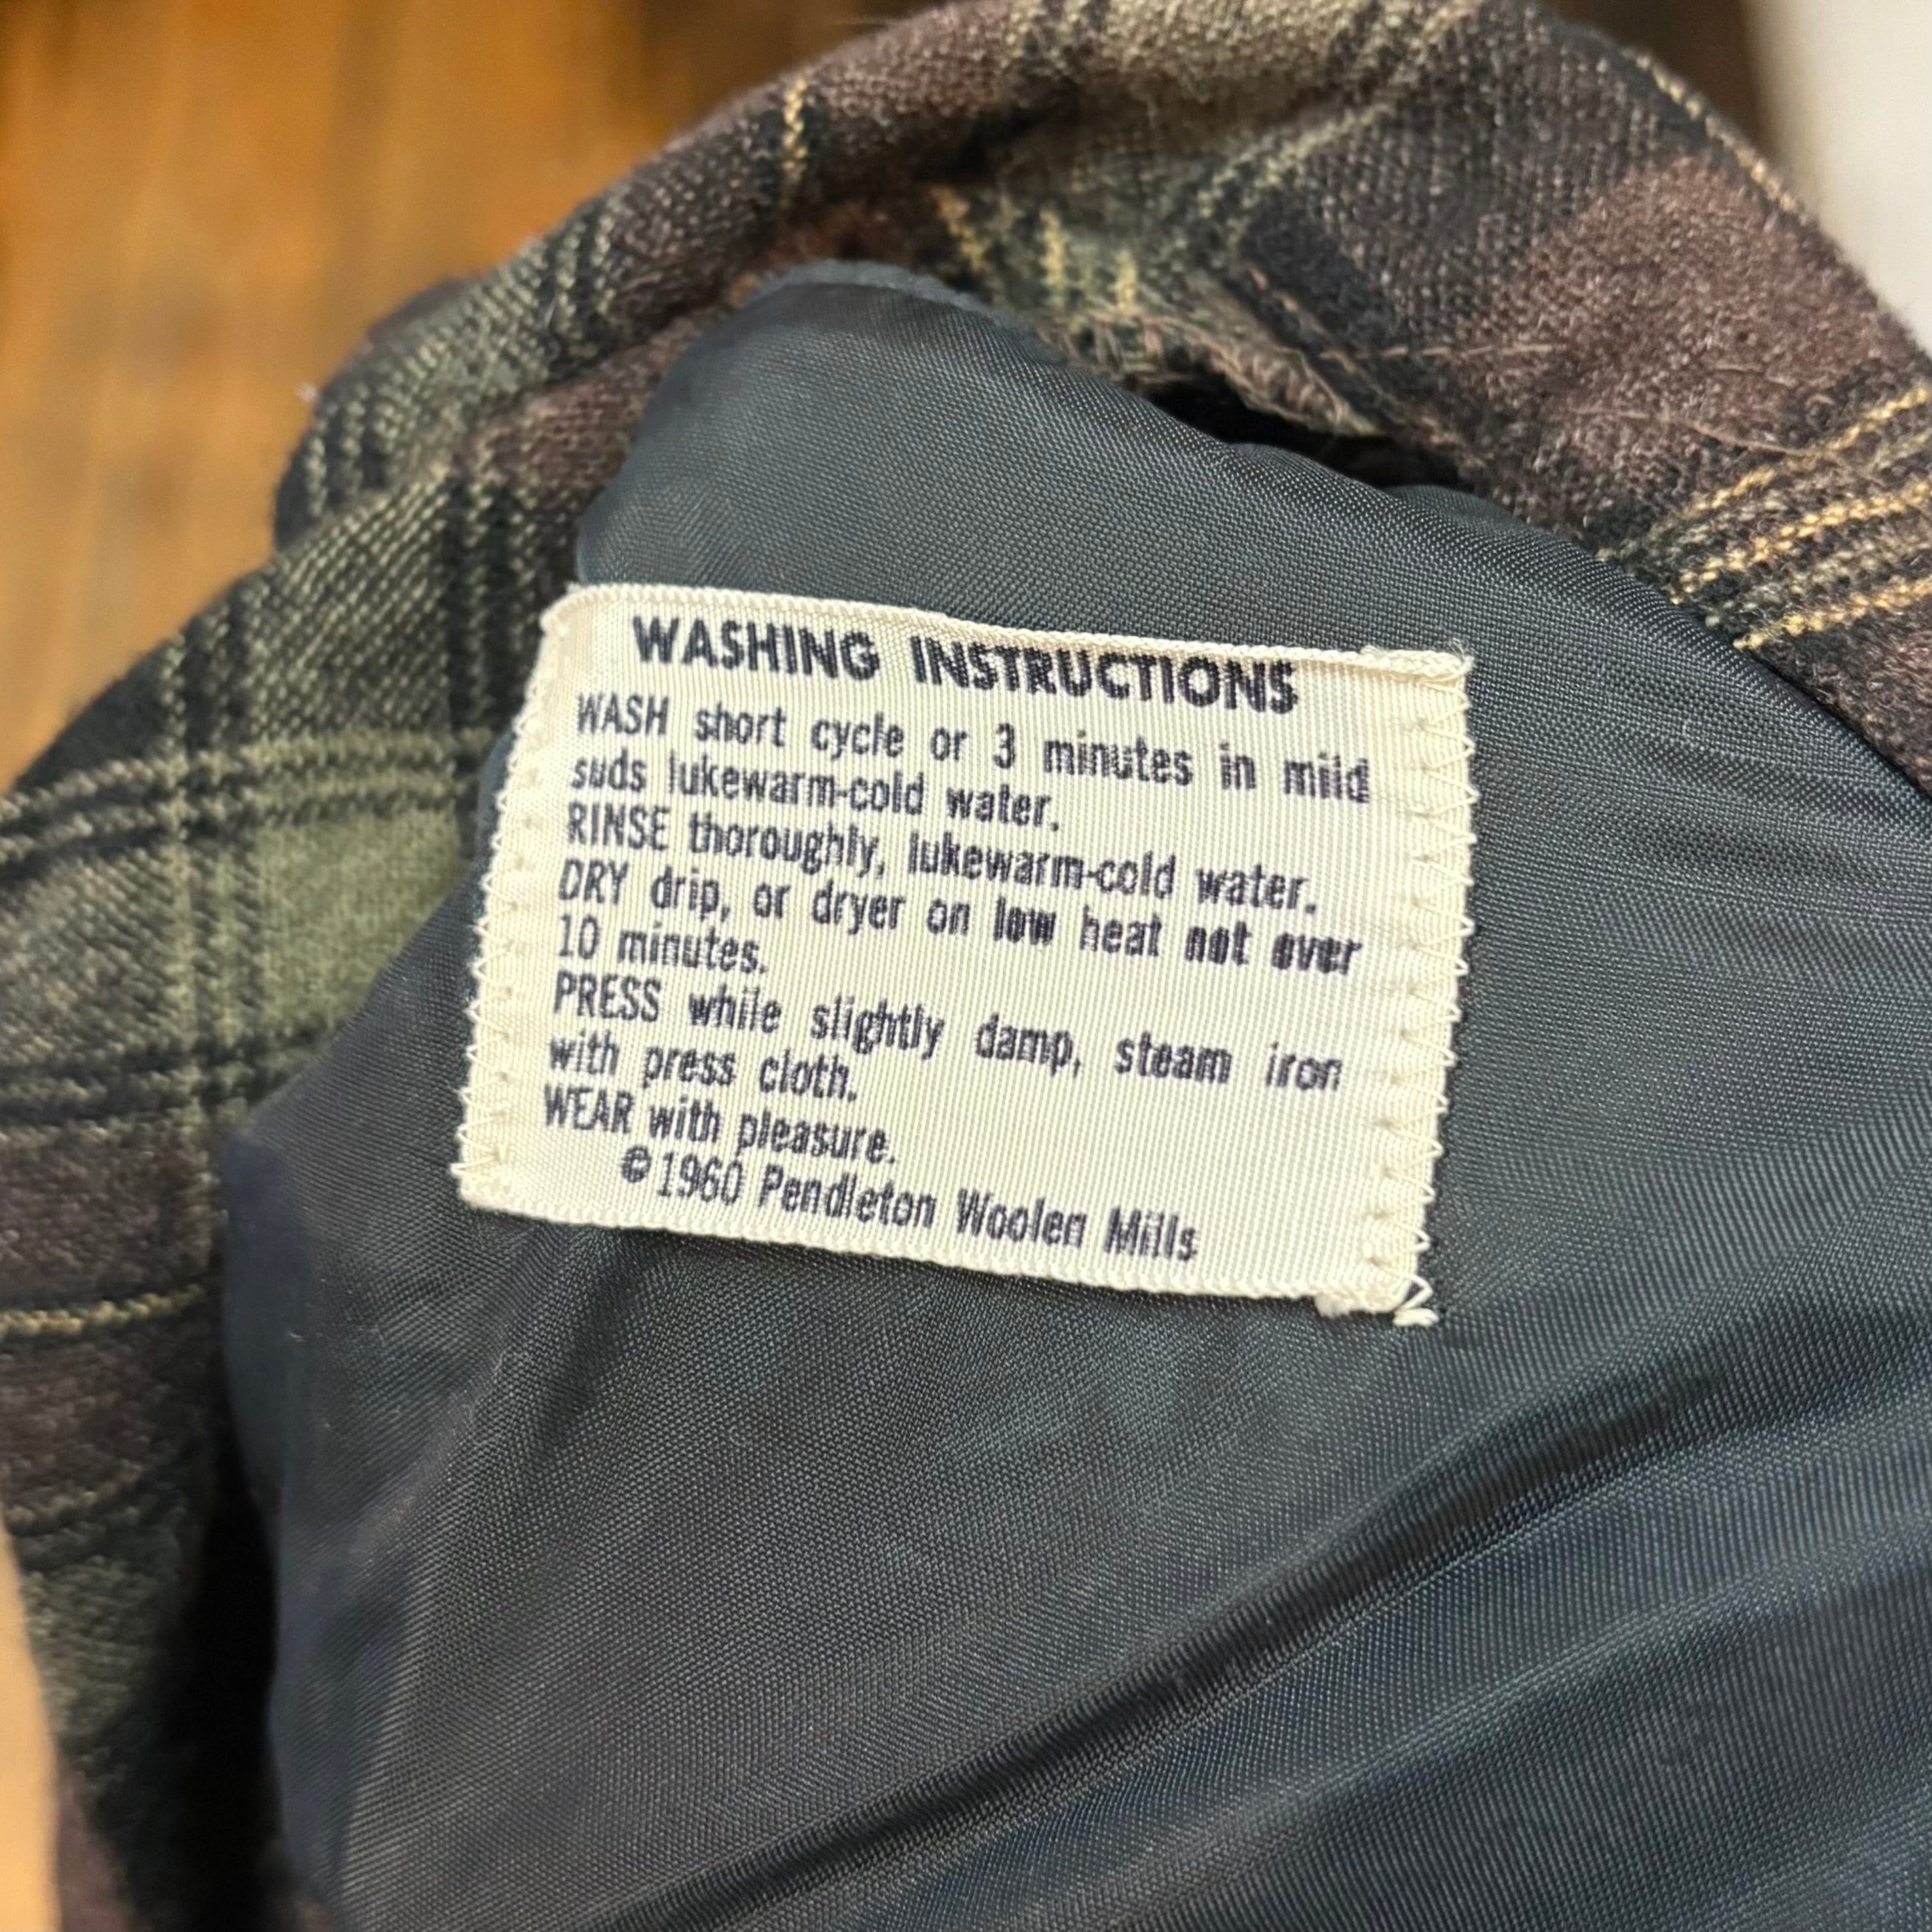 WASHING INSTRUCTIONS
WASH short cycle or 3 minutes in mild
suds lukewarm-cold water.
RINSE thoroughly, lukewarm-cold water.
DRY drip, or dryer on low heat not over
10 minutes.
PRESS while slightly damp, steam iron
with press cloth.
WEAR with pleasure.
©1960 Pendleton Woolen Mills